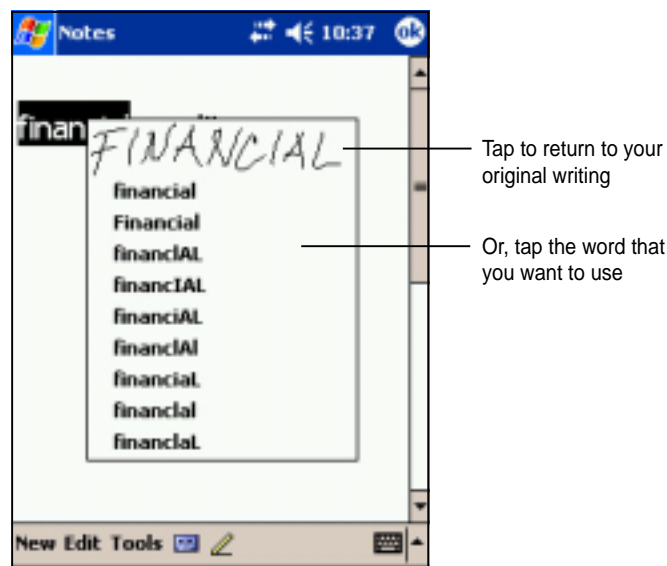 Notes 10:37 ok
finan
FINANCIAL
financial
Financial
financlAL
financIAL
financiAL
financlAl
financiaL
financlal
financlaL
Tap to return to your
original writing
Or, tap the word that
you want to use
New Edit Tools